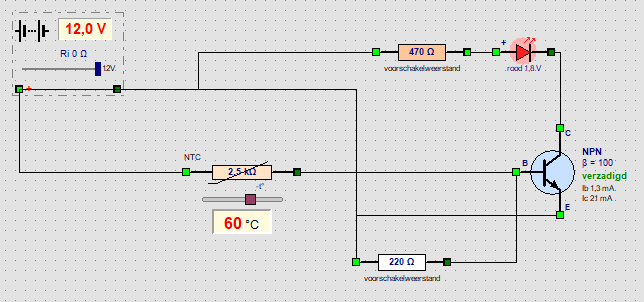 12,0 V
Ri 0 Ω
12V
+
470 Ω
voorschakelweerstand
+
rood 1,8 V
C
NTC
2,5 kΩ
-t°
60 °C
B
E
NPN
β = 100
verzadigd
Ib 1,3 mA
Ic 21 mA
220 Ω
voorschakelweerstand